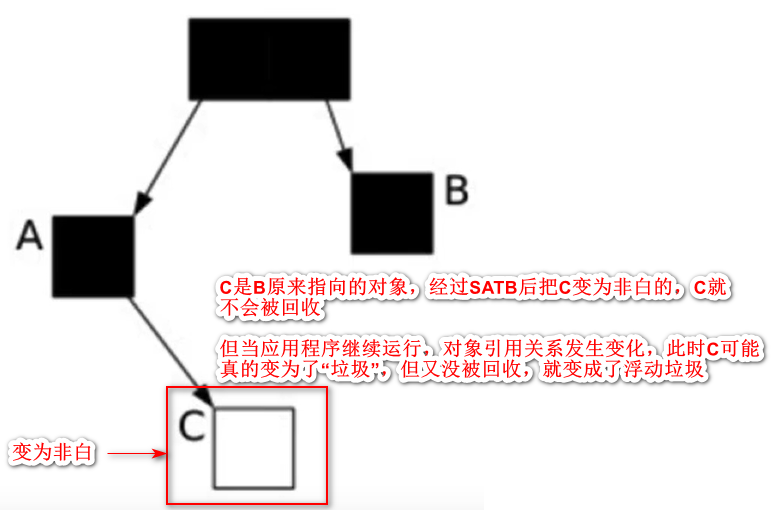 A
B
C是B原来指向的对象，经过SATB后把C变为非白的，C就
不会被回收
但当应用程序继续运行，对象引用关系发生变化，此时C可能
真的变为了“垃圾”，但又没被回收，就变成了浮动垃圾
C
变为非白